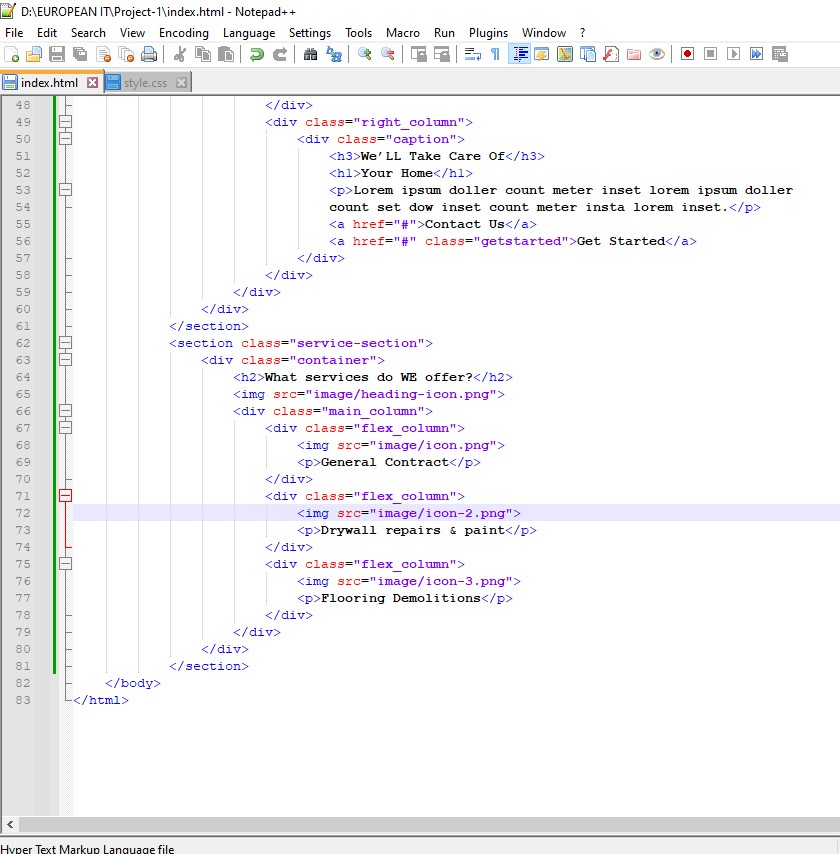 D:\EUROPEAN IT\Project-1\index.html - Notepad++
File Edit Search View Encoding Language Settings Tools Macro Run Plugins Window ?
index.html style.css
48 </div>
49 <div class="right_column">
50 <div class="caption">
51 <h3>We'LL Take Care Of</h3>
52 <h1>Your Home</h1>
53 <p>Lorem ipsum doller count meter inset lorem ipsum doller
54 count set dow inset count meter insta lorem inset.</p>
55 <a href="#">Contact Us</a>
56 <a href="#" class="getstarted">Get Started</a>
57 </div>
58 </div>
59 </div>
60 </div>
61 </section>
62 <section class="service-section">
63 <div class="container">
64 <h2>What services do WE offer?</h2>
65 <img src="image/heading-icon.png">
66 <div class="main_column">
67 <div class="flex_column">
68 <img src="image/icon.png">
69 <p>General Contract</p>
70 </div>
71 <div class="flex_column">
72 <img src="image/icon-2.png">
73 <p>Drywall repairs & paint</p>
74 </div>
75 <div class="flex_column">
76 <img src="image/icon-3.png">
77 <p>Flooring Demolitions</p>
78 </div>
79 </div>
80 </div>
81 </section>
82 </body>
83 </html>
Hyper Text Markup Language file